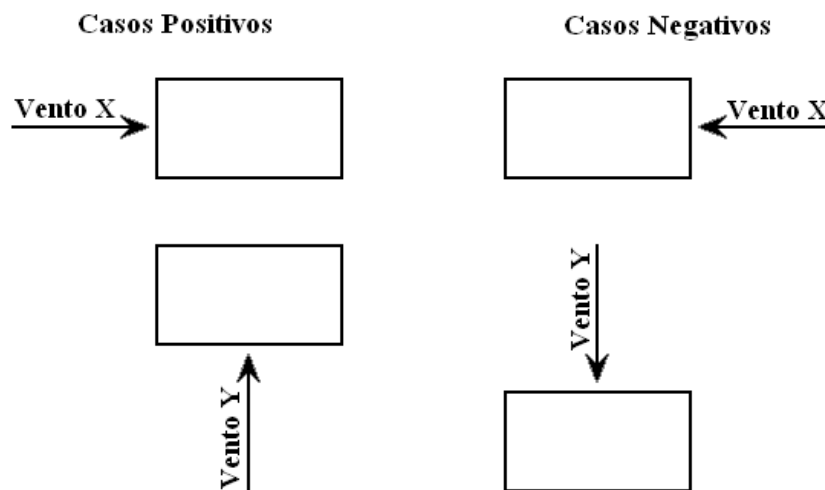 Casos Positivos
Casos Negativos
Vento X
Vento X
Vento Y
Vento Y